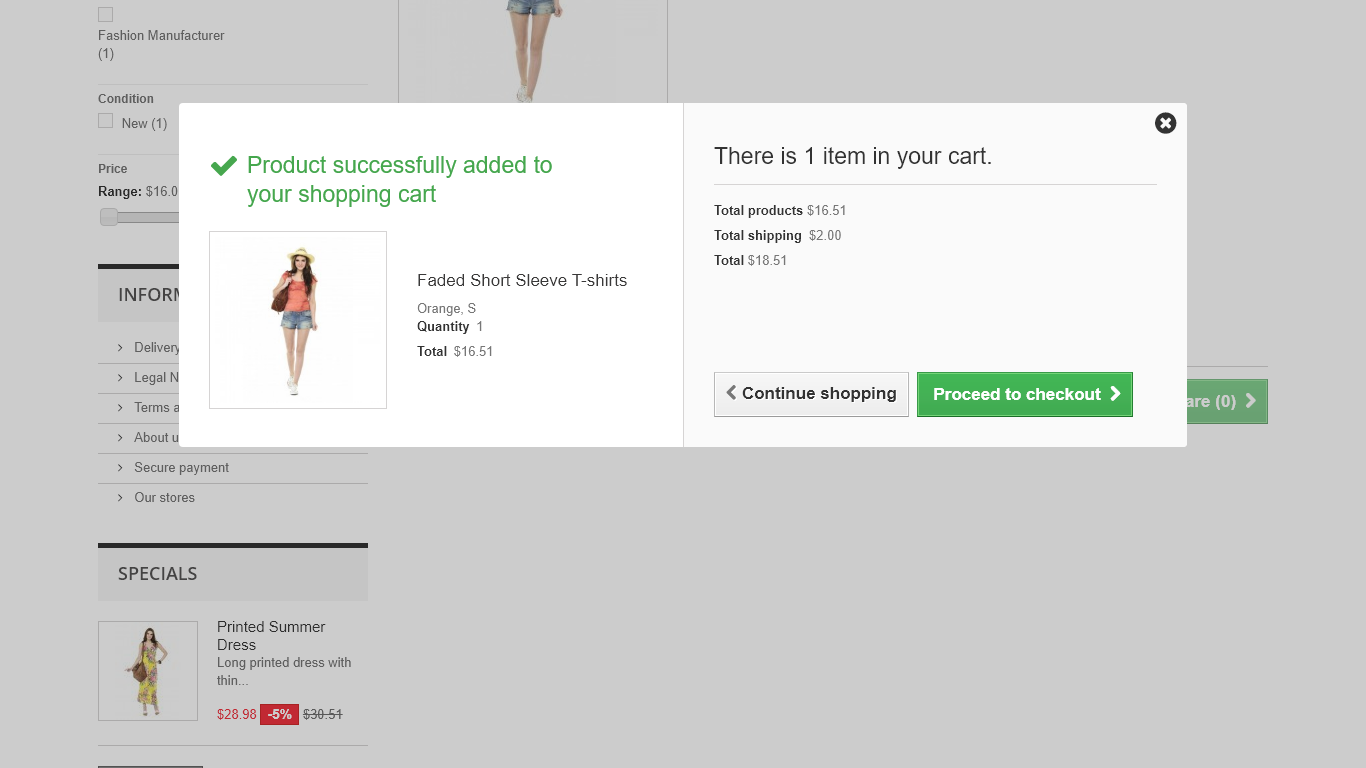 Fashion Manufacturer
(1)
Condition
New (1)
Price
Range: $16.0
Product successfully added to
your shopping cart
Faded Short Sleeve T-shirts
Orange, S
Quantity 1
Total $16.51
There is 1 item in your cart.
Total products $16.51
Total shipping $2.00
Total $18.51
Continue shopping
Proceed to checkout
are (0)
INFOR
Delivery
Legal N
Terms a
About u
Secure payment
Our stores
SPECIALS
Printed Summer
Dress
Long printed dress with
thin...
$28.98 -5% $30.51